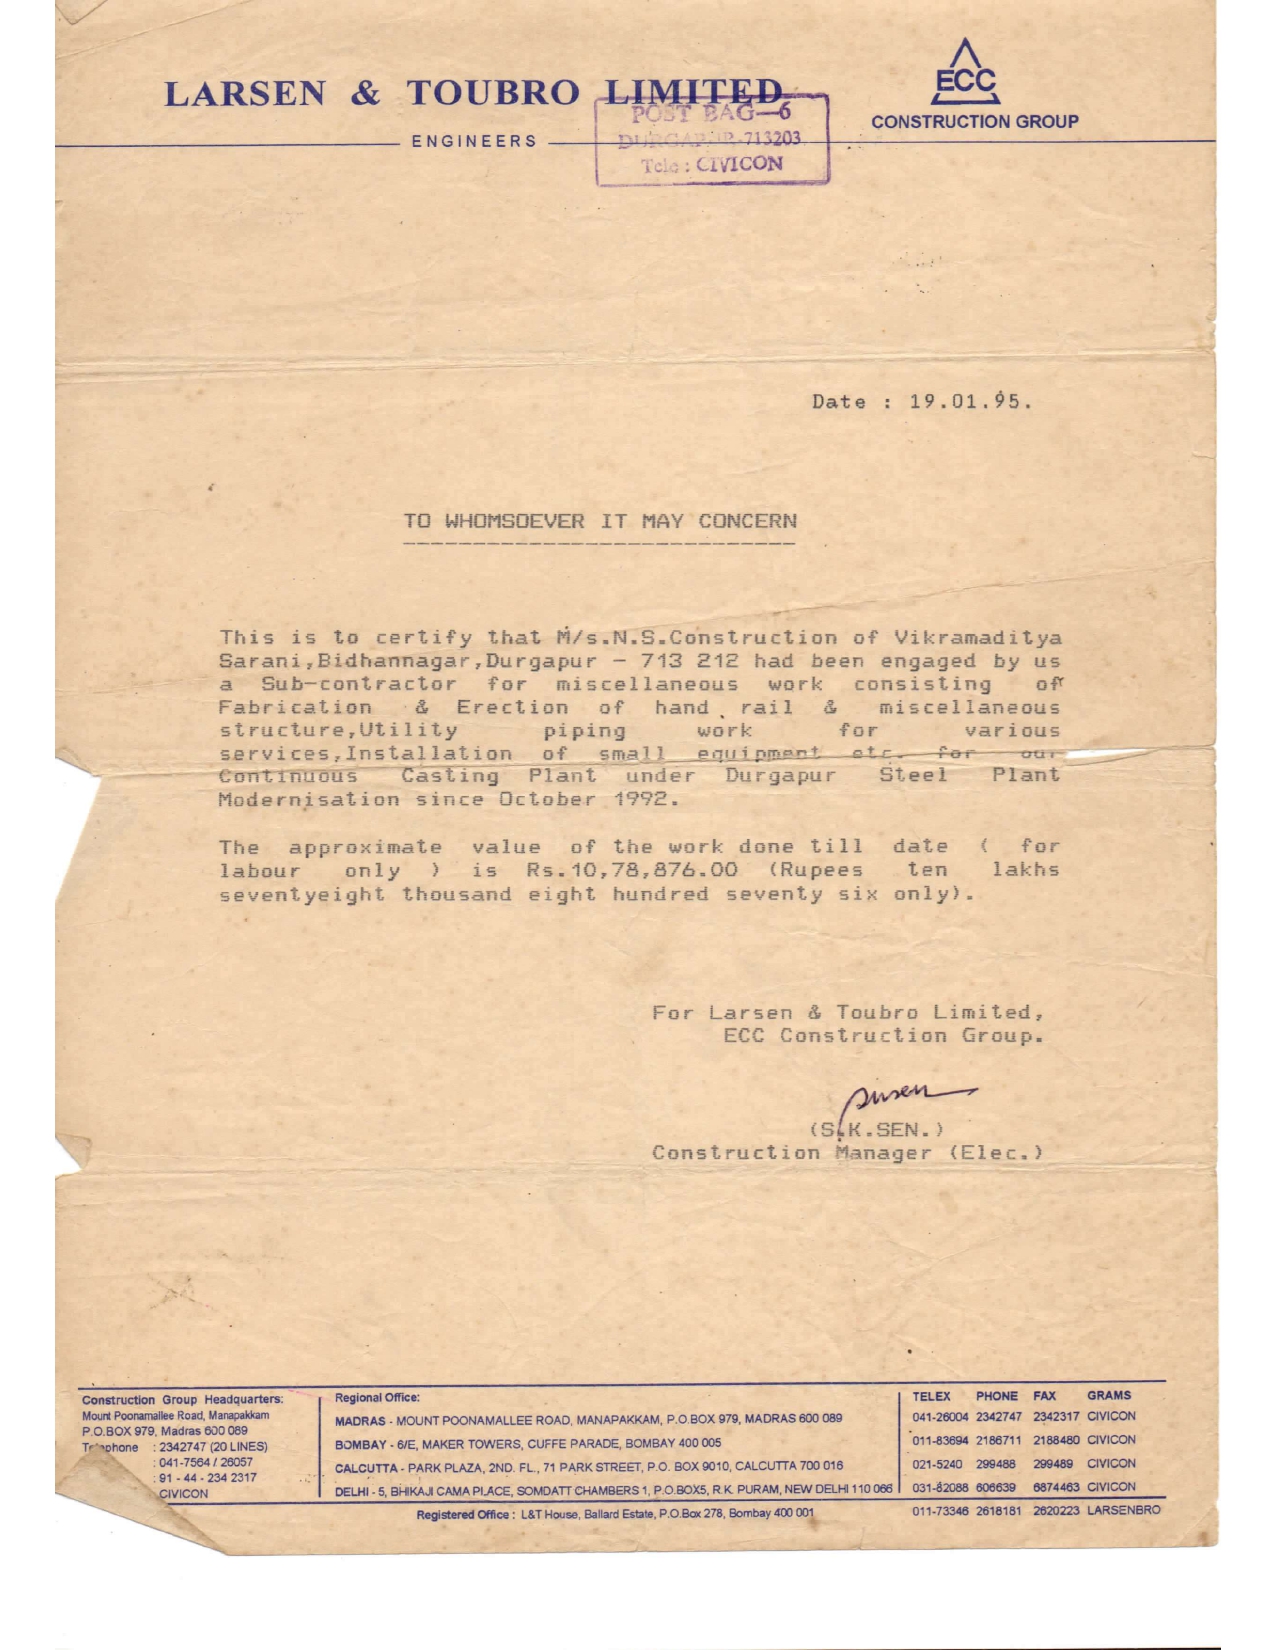 LARSEN & TOUBRO LIMITED
ENGINEERS
ECC
CONSTRUCTION GROUP
POST BAG—6
DURGAPUR-713203
Tele : CIVICON
Date : 19.01.95.
TO WHOMSOEVER IT MAY CONCERN
This is to certify that M/s.N.S.Construction of Vikramaditya
Sarani,Bidhannagar,Durgapur - 713 212 had been engaged by us
a Sub-contractor for miscellaneous work consisting of
Fabrication & Erection of hand rail & miscellaneous
structure,Utility piping work for various
services,Installation of small equipment etc. for our
Continuous Casting Plant under Durgapur Steel Plant
Modernisation since October 1992.
The approximate value of the work done till date ( for
labour only ) is Rs.10,78,876.00 (Rupees ten lakhs
seventyeight thousand eight hundred seventy six only).
For Larsen & Toubro Limited,
ECC Construction Group.
(S.K.SEN.)
Construction Manager (Elec.)
Construction Group Headquarters:
Mount Poonamallee Road, Manapakkam
P.O.BOX 979, Madras 600 089
Telephone : 2342747 (20 LINES)
: 041-7564 / 26057
: 91 - 44 - 234 2317
CIVICON
Regional Office:
MADRAS - MOUNT POONAMALLEE ROAD, MANAPAKKAM, P.O.BOX 979, MADRAS 600 089
BOMBAY - 6/E, MAKER TOWERS, CUFFE PARADE, BOMBAY 400 005
CALCUTTA - PARK PLAZA, 2ND. FL., 71 PARK STREET, P.O. BOX 9010, CALCUTTA 700 016
DELHI - 5, BHIKAJI CAMA PLACE, SOMDATT CHAMBERS 1, P.O.BOX5, R.K. PURAM, NEW DELHI 110 066
Registered Office : L&T House, Ballard Estate, P.O.Box 278, Bombay 400 001
TELEX PHONE FAX GRAMS
041-26004 2342747 2342317 CIVICON
011-83694 2186711 2188480 CIVICON
021-5240 299488 299489 CIVICON
031-82088 606639 6874463 CIVICON
011-73346 2618181 2620223 LARSENBRO